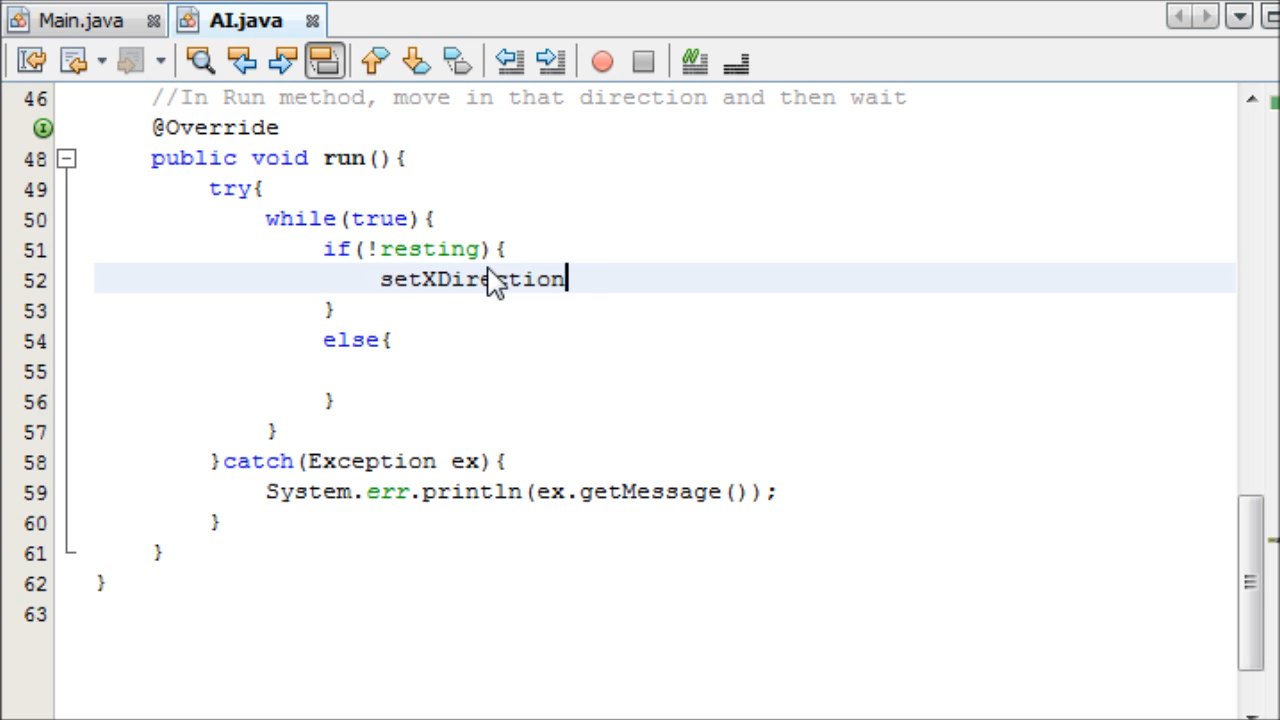 Main.java AI.java
46 //In Run method, move in that direction and then wait
@Override
48 public void run(){
49 try{
50 while(true){
51 if(!resting){
52 setXDirection
53 }
54 else{
55
56 }
57 }
58 }catch(Exception ex){
59 System.err.println(ex.getMessage());
60 }
61 }
62 }
63